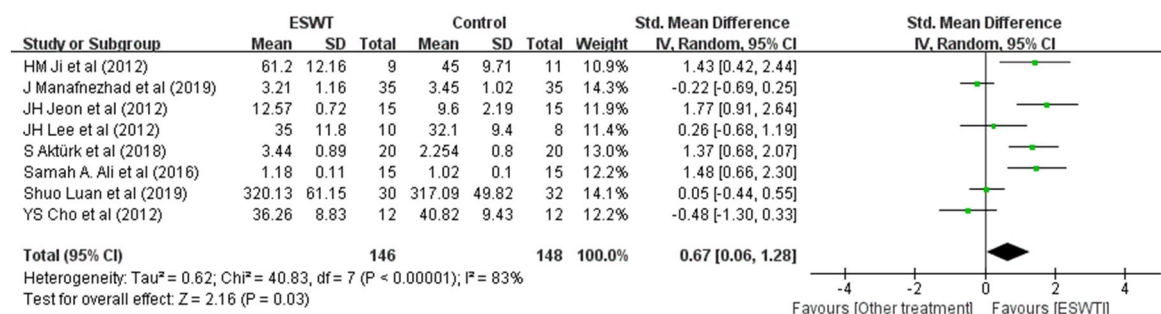 ESWT Control Std. Mean Difference Std. Mean Difference
Study or Subgroup Mean SD Total Mean SD Total Weight IV, Random, 95% CI IV, Random, 95% CI
HM Ji et al (2012) 61.2 12.16 9 45 9.71 11 10.9% 1.43 [0.42, 2.44]
J Manafnezhad et al (2019) 3.21 1.16 35 3.45 1.02 35 14.3% -0.22 [-0.69, 0.25]
JH Jeon et al (2012) 12.57 0.72 15 9.6 2.19 15 11.9% 1.77 [0.91, 2.64]
JH Lee et al (2012) 35 11.8 10 32.1 9.4 8 11.4% 0.26 [-0.68, 1.19]
S Aktürk et al (2018) 3.44 0.89 20 2.254 0.8 20 13.0% 1.37 [0.68, 2.07]
Samah A. Ali et al (2016) 1.18 0.11 15 1.02 0.1 15 12.2% 1.48 [0.66, 2.30]
Shuo Luan et al (2019) 320.13 61.15 30 317.09 49.82 32 14.1% 0.05 [-0.44, 0.55]
YS Cho et al (2012) 36.26 8.83 12 40.82 9.43 12 12.2% -0.48 [-1.30, 0.33]
Total (95% CI) 146 148 100.0% 0.67 [0.06, 1.28]
Heterogeneity: Tau² = 0.62; Chi² = 40.83, df = 7 (P < 0.00001); I² = 83%
Test for overall effect: Z = 2.16 (P = 0.03)
-4 -2 0 2 4
Favours [Other treatment] Favours [ESWT]